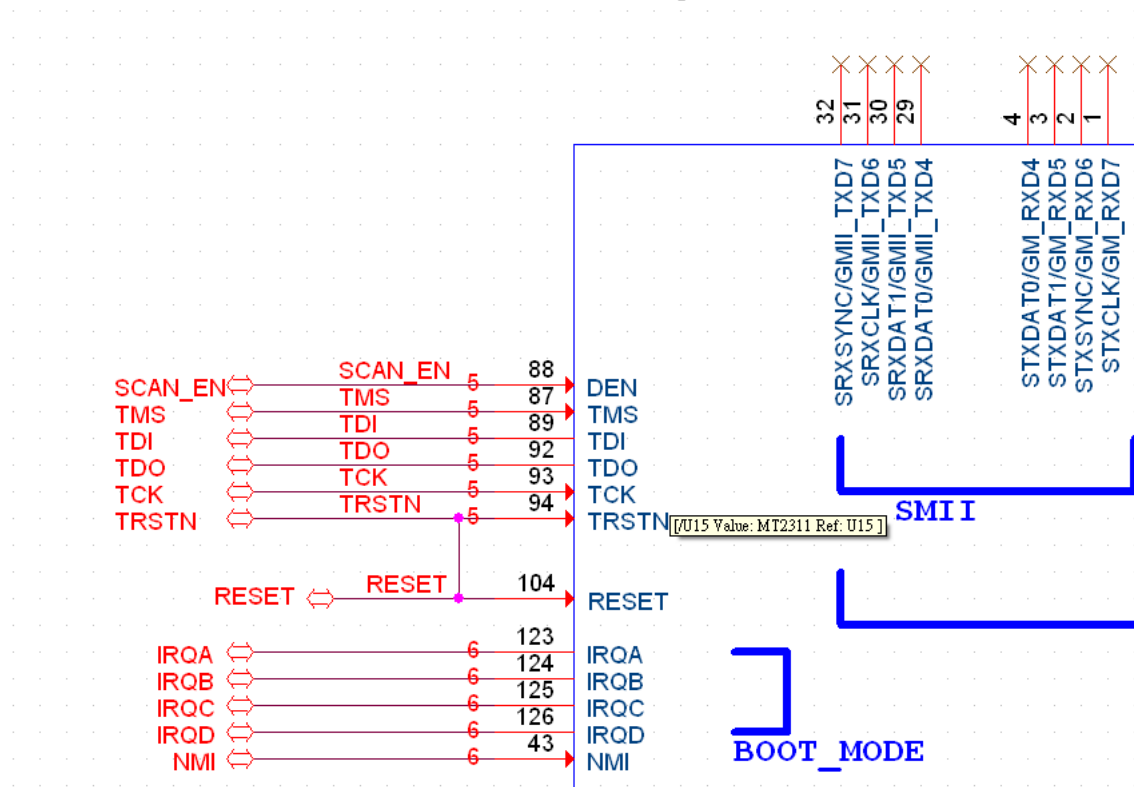 32 31 30 29 4 3 2 1
SRXSYNC/GMII_TXD7
SRXCLK/GMII_TXD6
SRXDAT1/GMII_TXD5
SRXDAT0/GMII_TXD4
STXDAT0/GM_RXD4
STXDAT1/GM_RXD5
STXSYNC/GM_RXD6
STXCLK/GM_RXD7
SCAN_EN SCAN_EN 5 88 DEN
TMS TMS 5 87 TMS
TDI TDI 5 89 TDI
TDO TDO 5 92 TDO
TCK TCK 5 93 TCK
TRSTN TRSTN 5 94 TRSTN
[/U15 Value: MT2311 Ref: U15 ]
SMII
RESET RESET 104 RESET
IRQA 6 123 IRQA
IRQB 6 124 IRQB
IRQC 6 125 IRQC
IRQD 6 126 IRQD
NMI 6 43 NMI
BOOT_MODE